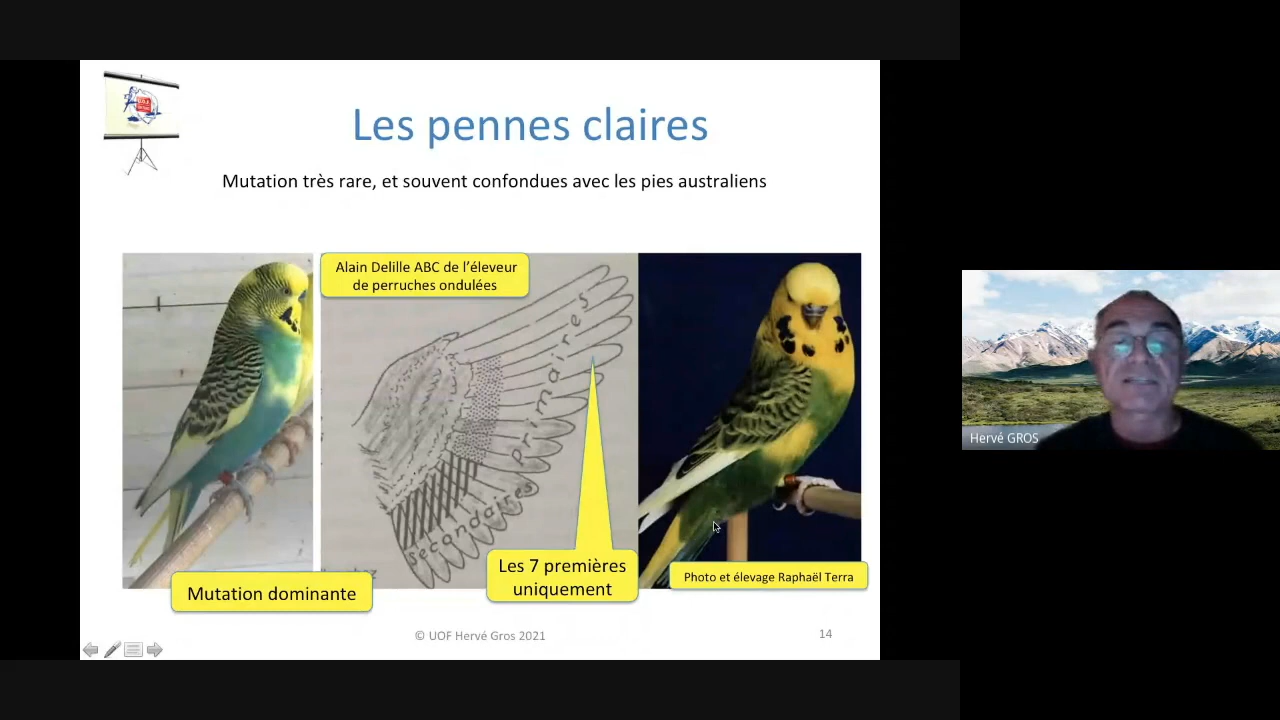 Les pennes claires
Mutation très rare, et souvent confondues avec les pies australiens
Alain Delille ABC de l’éleveur
de perruches ondulées
primaires
secondaires
Les 7 premières
uniquement
Mutation dominante
Photo et élevage Raphaël Terra
© UOF Hervé Gros 2021
14
Hervé GROS